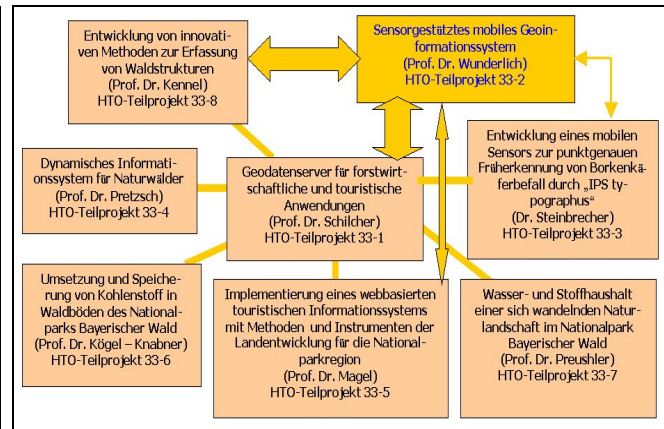 Entwicklung von innovati-
ven Methoden zur Erfassung
von Waldstrukturen
(Prof. Dr. Kennel)
HTO-Teilprojekt 33-8
Sensorgestütztes mobiles Geoin-
formationssystem
(Prof. Dr. Wunderlich)
HTO-Teilprojekt 33-2
Dynamisches Informati-
onssystem für Naturwälder
(Prof. Dr. Pretzsch)
HTO-Teilprojekt 33-4
Geodatenserver für forstwirt-
schaftliche und touristische
Anwendungen
(Prof. Dr. Schilcher)
HTO-Teilprojekt 33-1
Entwicklung eines mobilen
Sensors zur punktgenauen
Früherkennung von Borkenkä-
ferbefall durch „IPS ty-
pographus“
(Dr. Steinbrecher)
HTO-Teilprojekt 33-3
Umsetzung und Speiche-
rung von Kohlenstoff in
Waldböden des National-
parks Bayerischer Wald
(Prof. Dr. Kögel – Knabner)
HTO-Teilprojekt 33-6
Implementierung eines webbasierten
touristischen Informationssystems
mit Methoden und Instrumenten der
Landentwicklung für die National-
parkregion
(Prof. Dr. Magel)
HTO-Teilprojekt 33-5
Wasser- und Stoffhaushalt
einer sich wandelnden Natur-
landschaft im Nationalpark
Bayerischer Wald
(Prof. Dr. Preushler)
HTO-Teilprojekt 33-7